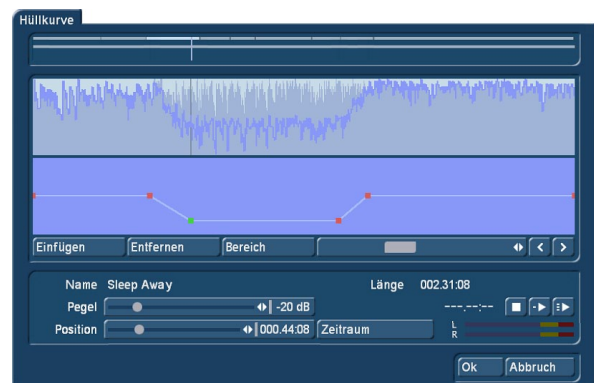 Hüllkurve
Einfügen Entfernen Bereich
Name Sleep Away Länge 002.31:08
Pegel -20 dB ---.--:--
Position 000.44:08 Zeitraum L
R
Ok Abbruch